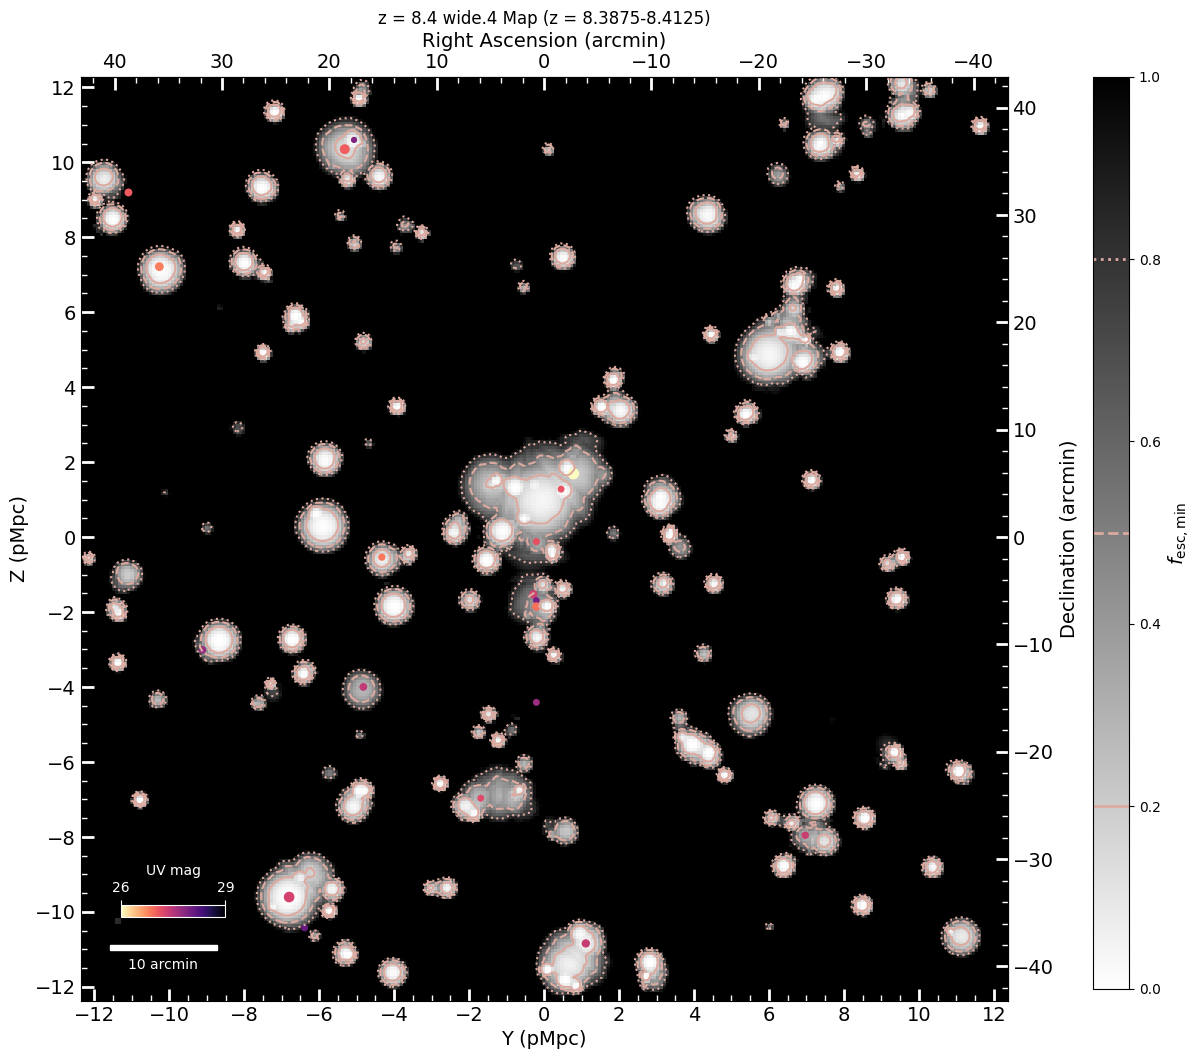 z = 8.4 wide.4 Map (z = 8.3875-8.4125)
Right Ascension (arcmin)
40 30 20 10 0 −10 −20 −30 −40
12
10
8
6
4
2
0
−2
−4
−6
−8
−10
−12
Z (pMpc)
UV mag
26 29
10 arcmin
−12 −10 −8 −6 −4 −2 0 2 4 6 8 10 12
Y (pMpc)
40
30
20
10
0
−10
−20
−30
−40
Declination (arcmin)
1.0
0.8
0.6
0.4
0.2
0.0
fesc,min